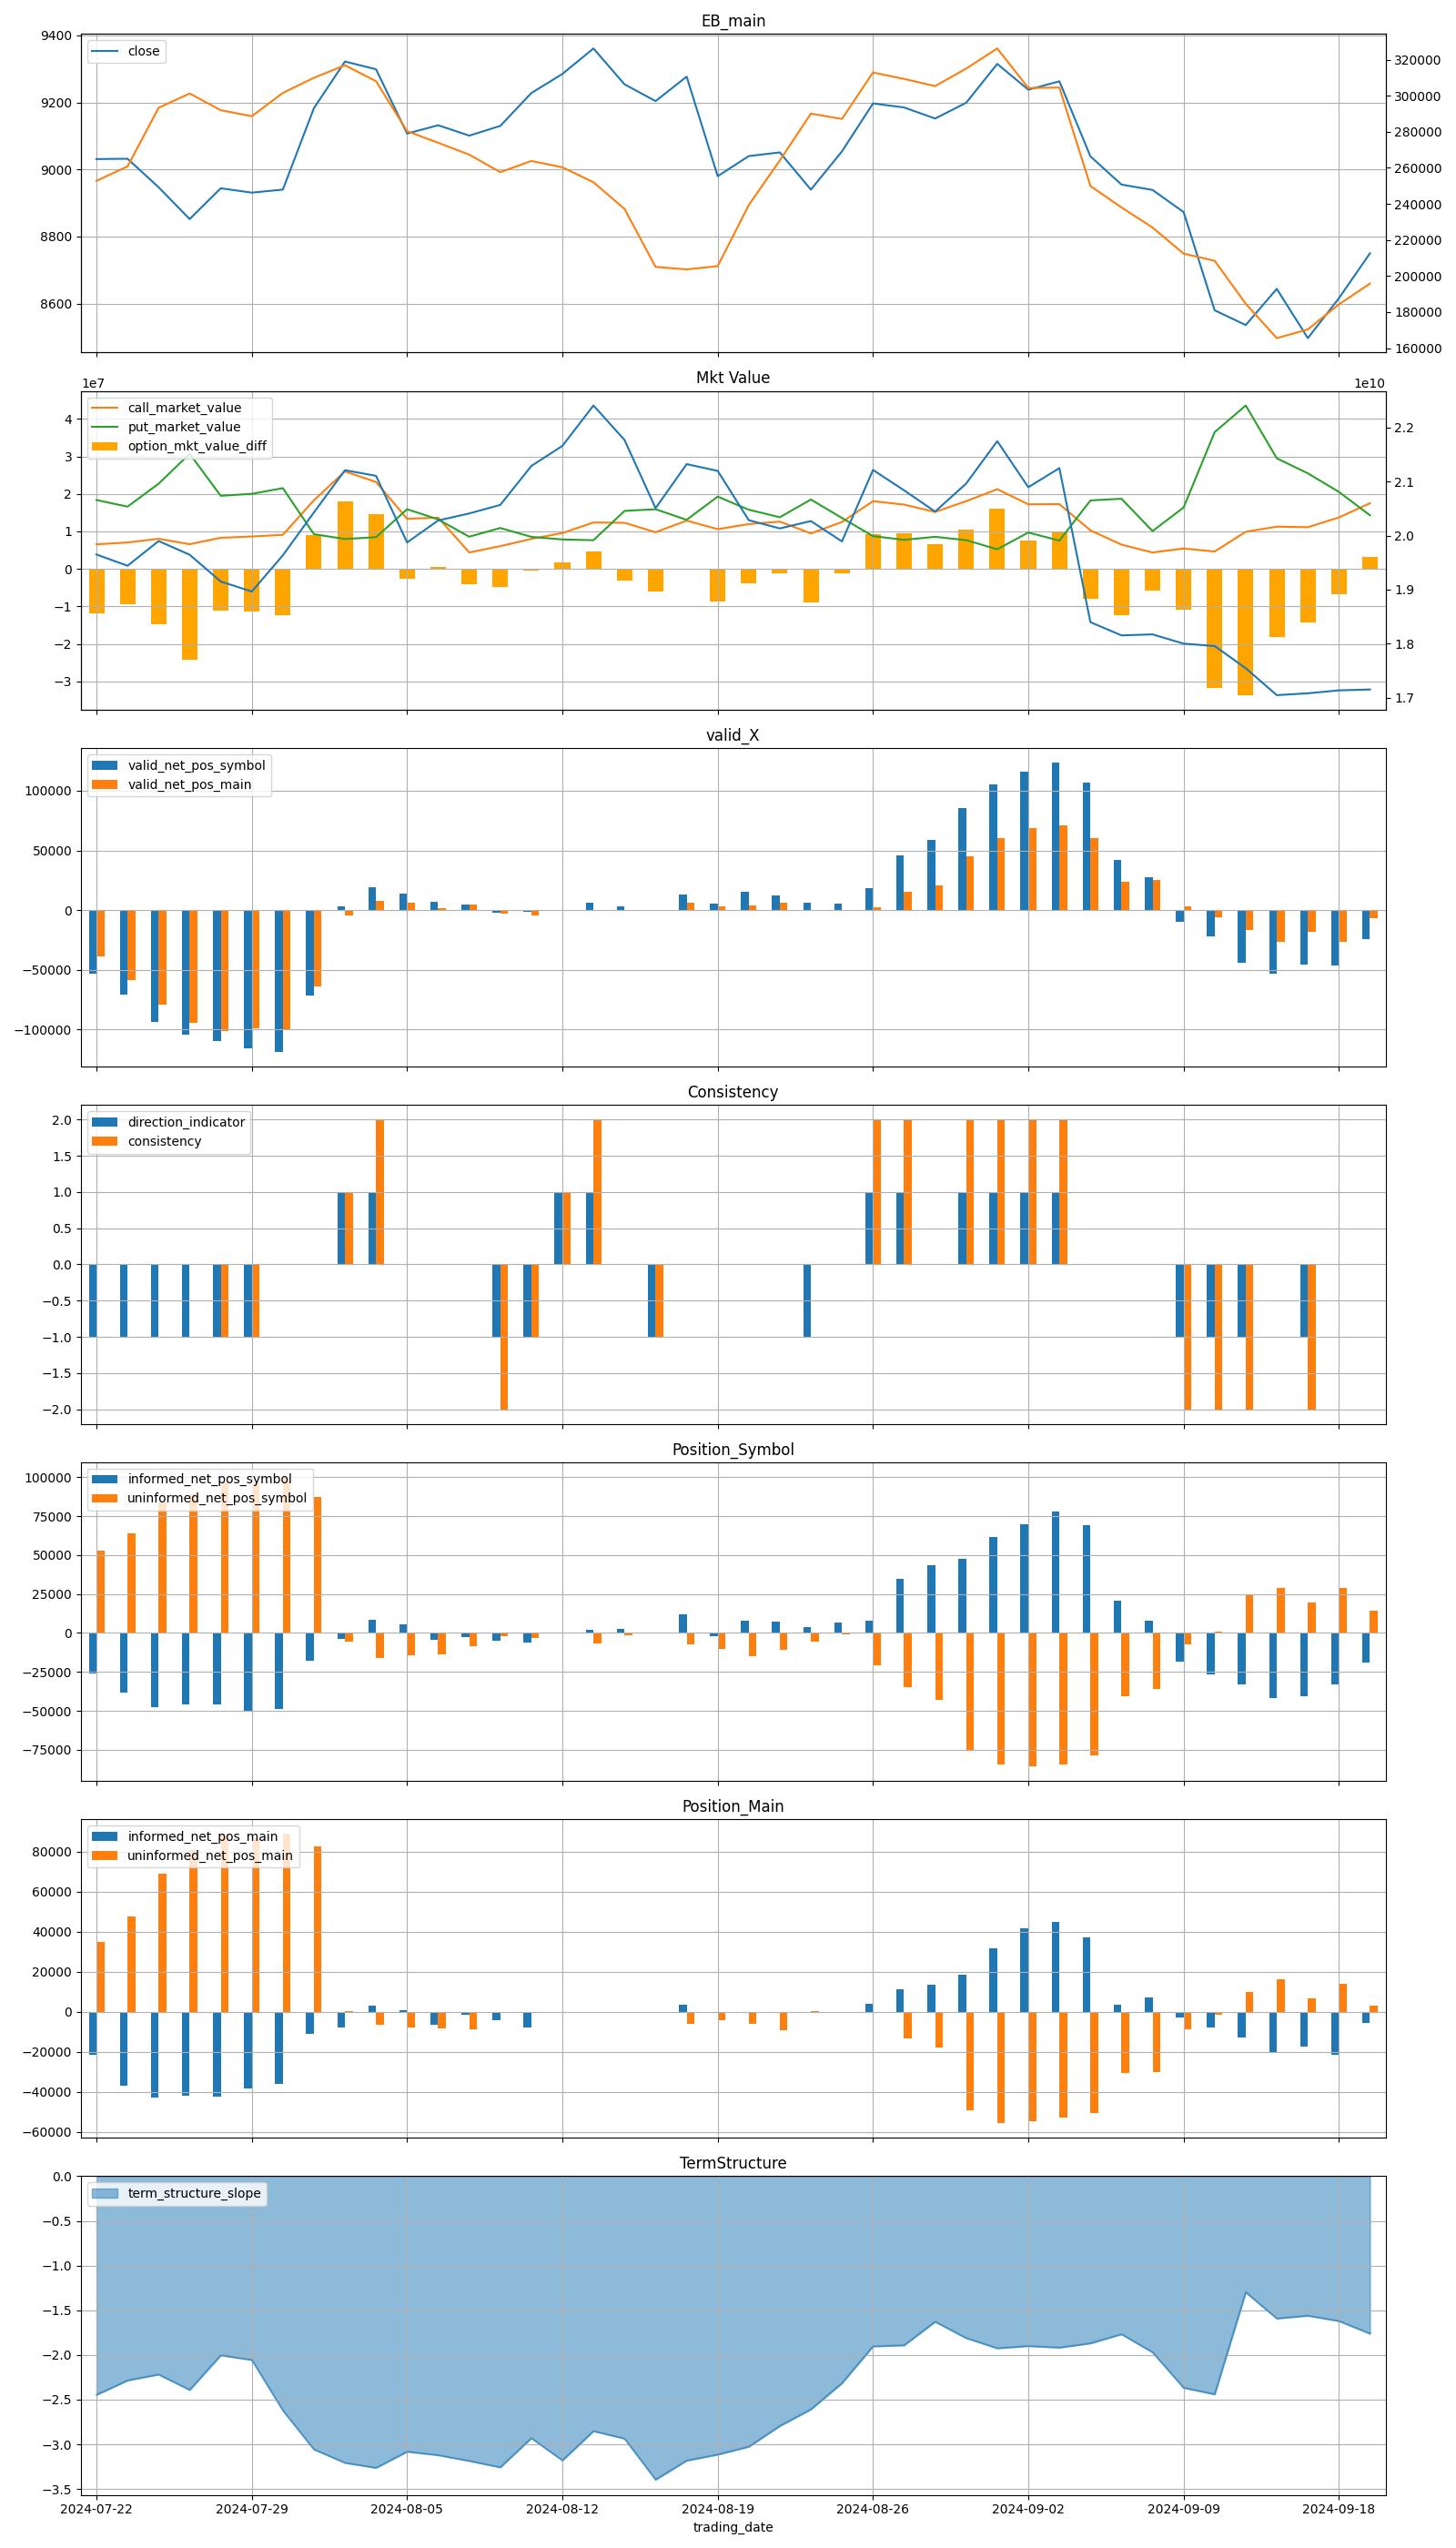 EB_main
close
9400
9200
9000
8800
8600
320000
300000
280000
260000
240000
220000
200000
180000
160000
Mkt Value
1e7
1e10
call_market_value
put_market_value
option_mkt_value_diff
4
3
2
1
0
−1
−2
−3
2.2
2.1
2.0
1.9
1.8
1.7
valid_X
valid_net_pos_symbol
valid_net_pos_main
100000
50000
0
−50000
−100000
Consistency
direction_indicator
consistency
2.0
1.5
1.0
0.5
0.0
−0.5
−1.0
−1.5
−2.0
Position_Symbol
informed_net_pos_symbol
uninformed_net_pos_symbol
100000
75000
50000
25000
0
−25000
−50000
−75000
Position_Main
informed_net_pos_main
uninformed_net_pos_main
80000
60000
40000
20000
0
−20000
−40000
−60000
TermStructure
term_structure_slope
0.0
−0.5
−1.0
−1.5
−2.0
−2.5
−3.0
−3.5
2024-07-22 2024-07-29 2024-08-05 2024-08-12 2024-08-19 2024-08-26 2024-09-02 2024-09-09 2024-09-18
trading_date